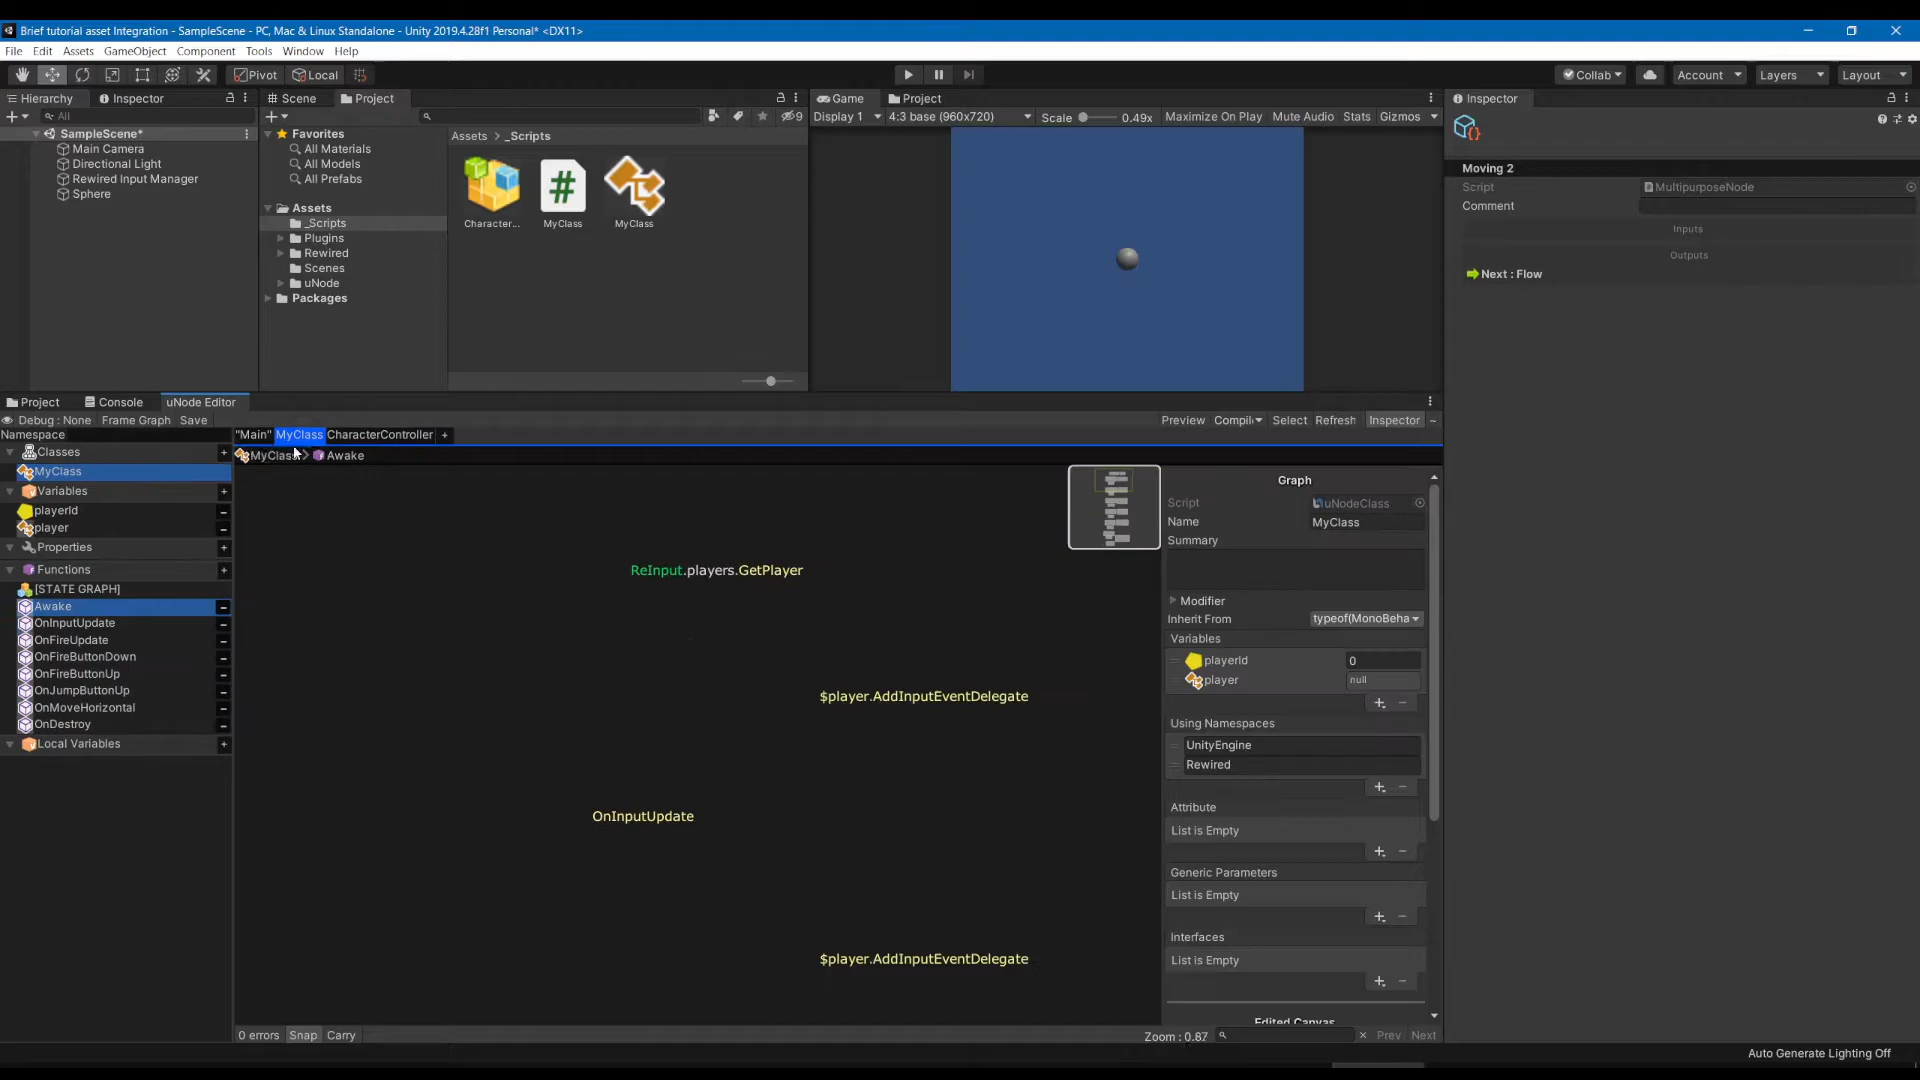 Brief tutorial asset Integration - SampleScene - PC, Mac & Linux Standalone - Unity 2019.4.28f1 Personal* <DX11>
File Edit Assets GameObject Component Tools Window Help
Pivot Local Collab Account Layers Layout
Hierarchy Inspector
All
SampleScene*
Main Camera
Directional Light
Rewired Input Manager
Sphere
Scene Project
9
Favorites
All Materials
All Models
All Prefabs
Assets
_Scripts
Plugins
Rewired
Scenes
uNode
Packages
Assets > _Scripts
Character... MyClass MyClass
Game Project
Display 1 4:3 base (960x720) Scale 0.49x Maximize On Play Mute Audio Stats Gizmos
Inspector
Moving 2
Script MultipurposeNode
Comment
Inputs
Outputs
Next : Flow
Project Console uNode Editor
Debug : None Frame Graph Save Preview Compil Select Refresh Inspector
Namespace
Classes
MyClass
Variables
playerId
player
Properties
Functions
[STATE GRAPH]
Awake
OnInputUpdate
OnFireUpdate
OnFireButtonDown
OnFireButtonUp
OnJumpButtonUp
OnMoveHorizontal
OnDestroy
Local Variables
"Main" MyClass CharacterController +
MyClass Awake
ReInput.players.GetPlayer
$player.AddInputEventDelegate
OnInputUpdate
$player.AddInputEventDelegate
Graph
Script uNodeClass
Name MyClass
Summary
Modifier
Inherit From typeof(MonoBeha
Variables
playerId 0
player null
Using Namespaces
UnityEngine
Rewired
Attribute
List is Empty
Generic Parameters
List is Empty
Interfaces
List is Empty
Edited Canvas
0 errors Snap Carry Zoom : 0.87 Prev Next
Auto Generate Lighting Off